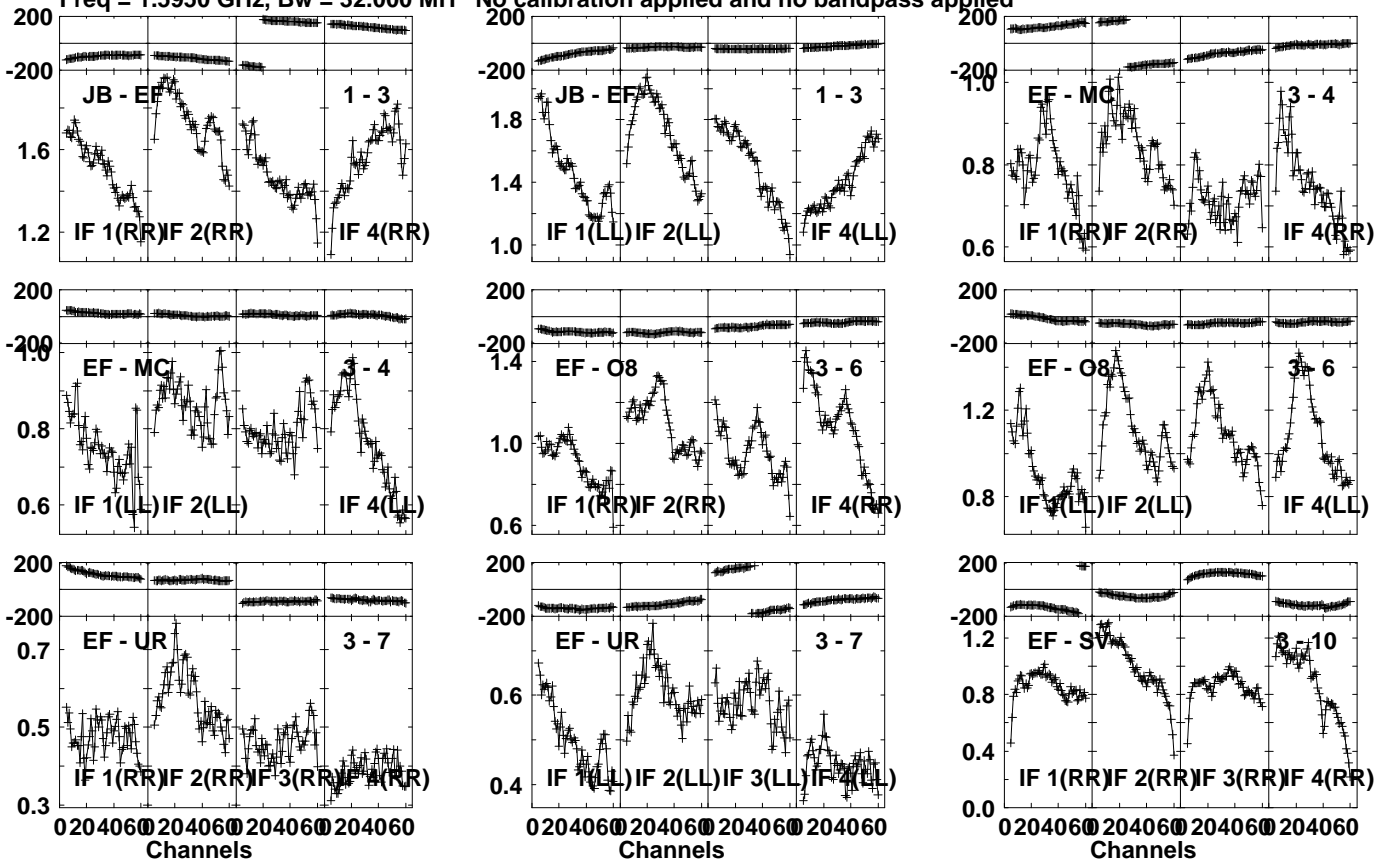 Freq = 1.5950 GHz, Bw = 32.000 MH No calibration applied and no bandpass applied
200 200 200
-200 -200 -200
JB - EF 1 - 3 JB - EF 1 - 3 EF - MC 3 - 4
1.0
1.8 1.8
1.6 1.4 0.8
1.2 1.0 0.6
IF 1(RR) IF 2(RR) IF 4(RR) IF 1(LL) IF 2(LL) IF 4(LL) IF 1(RR) IF 2(RR) IF 4(RR)
200 200 200
-200 -200 -200
1.0 1.4
EF - MC 3 - 4 EF - O8 3 - 6 EF - O8 3 - 6
0.8 1.0 1.2
0.6 0.6 0.8
IF 1(LL) IF 2(LL) IF 4(LL) IF 1(RR) IF 2(RR) IF 4(RR) IF 1(LL) IF 2(LL) IF 4(LL)
200 200 200
-200 -200 -200
EF - UR 3 - 7 EF - UR 3 - 7 EF - SV 3 - 10
0.7 1.2
0.5 0.6 0.8
0.4
0.3 0.4 0.0
IF 1(RR) IF 2(RR) IF 3(RR) IF 4(RR) IF 1(LL) IF 2(LL) IF 3(LL) IF 4(LL) IF 1(RR) IF 2(RR) IF 3(RR) IF 4(RR)
0 20 40 60 0 20 40 60 0 20 40 60 0 20 40 60 0 20 40 60 0 20 40 60 0 20 40 60 0 20 40 60 0 20 40 60 0 20 40 60 0 20 40 60 0 20 40 60
Channels Channels Channels